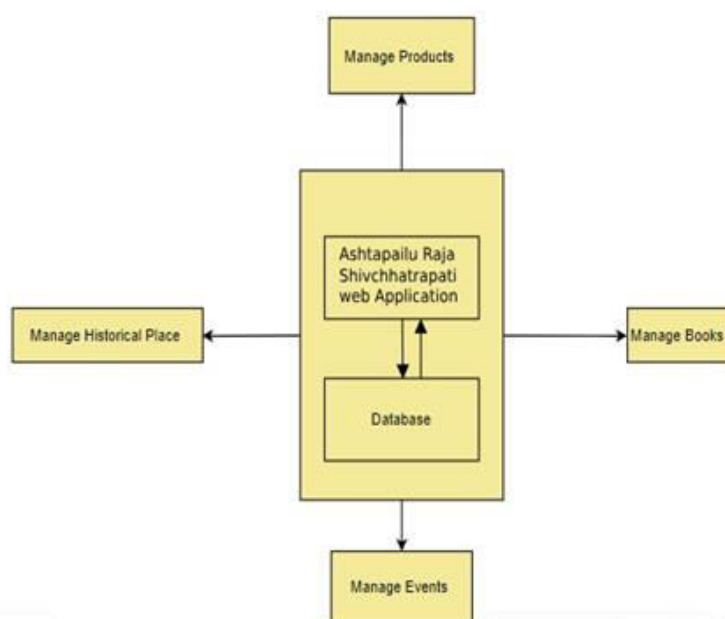 Manage Products
Ashtapailu Raja
Shivchhatrapati
web Application
Manage Historical Place
Manage Books
Database
Manage Events